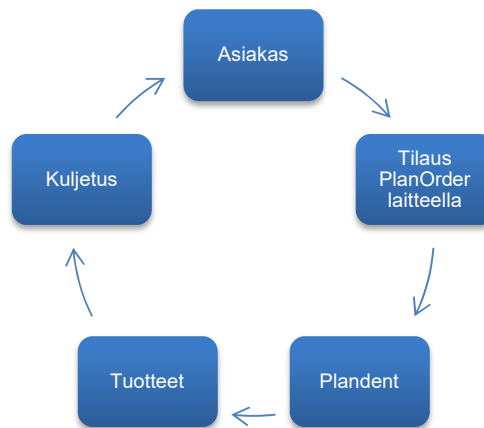 Asiakas
Tilaus
PlanOrder
laitteella
Plandent
Tuotteet
Kuljetus